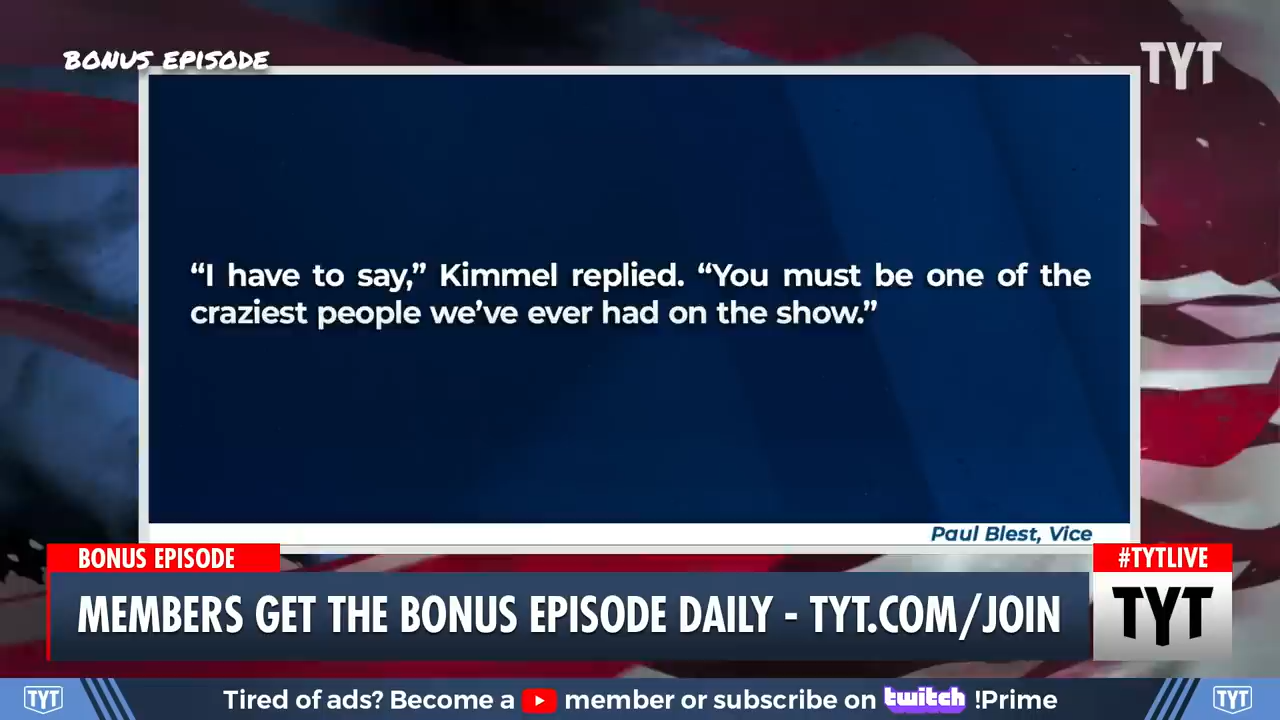 BONUS EPISODE
TYT
“I have to say,” Kimmel replied. “You must be one of the
craziest people we’ve ever had on the show.”
Paul Blest, Vice
BONUS EPISODE
#TYTLIVE
MEMBERS GET THE BONUS EPISODE DAILY - TYT.COM/JOIN
TYT
TYT
Tired of ads? Become a member or subscribe on twitch !Prime
TYT